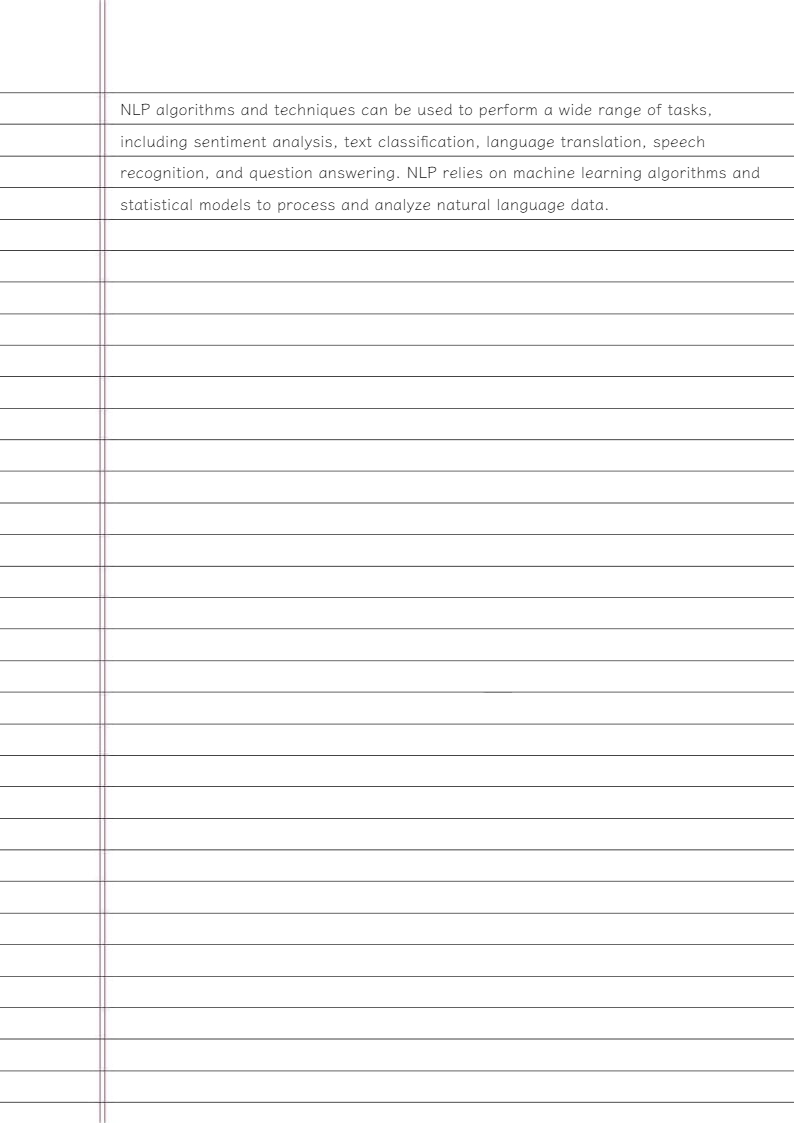 NLP algorithms and techniques can be used to perform a wide range of tasks,
including sentiment analysis, text classification, language translation, speech
recognition, and question answering. NLP relies on machine learning algorithms and
statistical models to process and analyze natural language data.